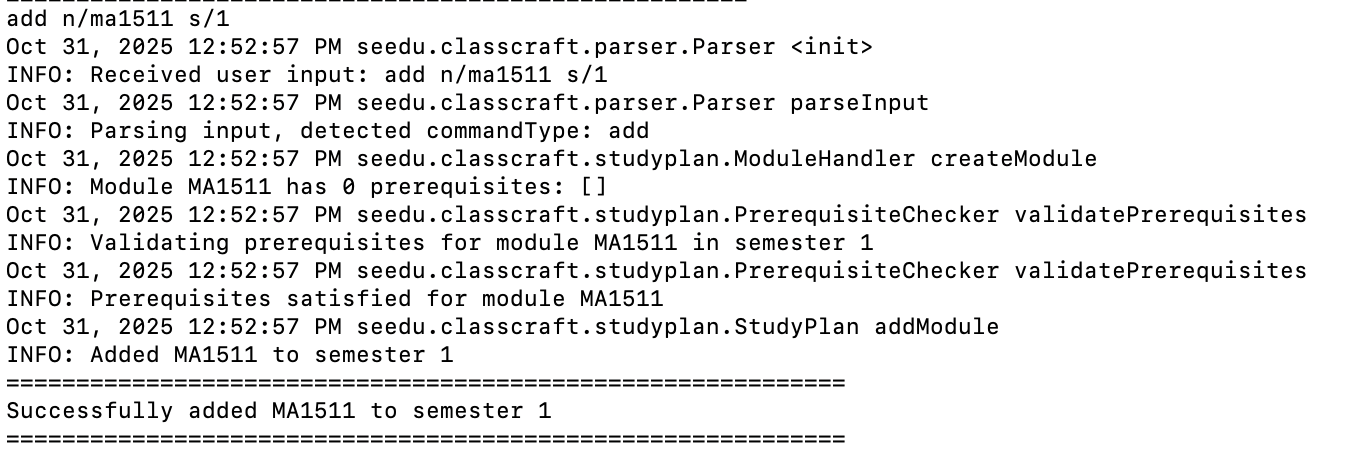 add n/ma1511 s/1
Oct 31, 2025 12:52:57 PM seedu.classcraft.parser.Parser <init>
INFO: Received user input: add n/ma1511 s/1
Oct 31, 2025 12:52:57 PM seedu.classcraft.parser.Parser parseInput
INFO: Parsing input, detected commandType: add
Oct 31, 2025 12:52:57 PM seedu.classcraft.studyplan.ModuleHandler createModule
INFO: Module MA1511 has 0 prerequisites: []
Oct 31, 2025 12:52:57 PM seedu.classcraft.studyplan.PrerequisiteChecker validatePrerequisites
INFO: Validating prerequisites for module MA1511 in semester 1
Oct 31, 2025 12:52:57 PM seedu.classcraft.studyplan.PrerequisiteChecker validatePrerequisites
INFO: Prerequisites satisfied for module MA1511
Oct 31, 2025 12:52:57 PM seedu.classcraft.studyplan.StudyPlan addModule
INFO: Added MA1511 to semester 1
============================================================
Successfully added MA1511 to semester 1
============================================================